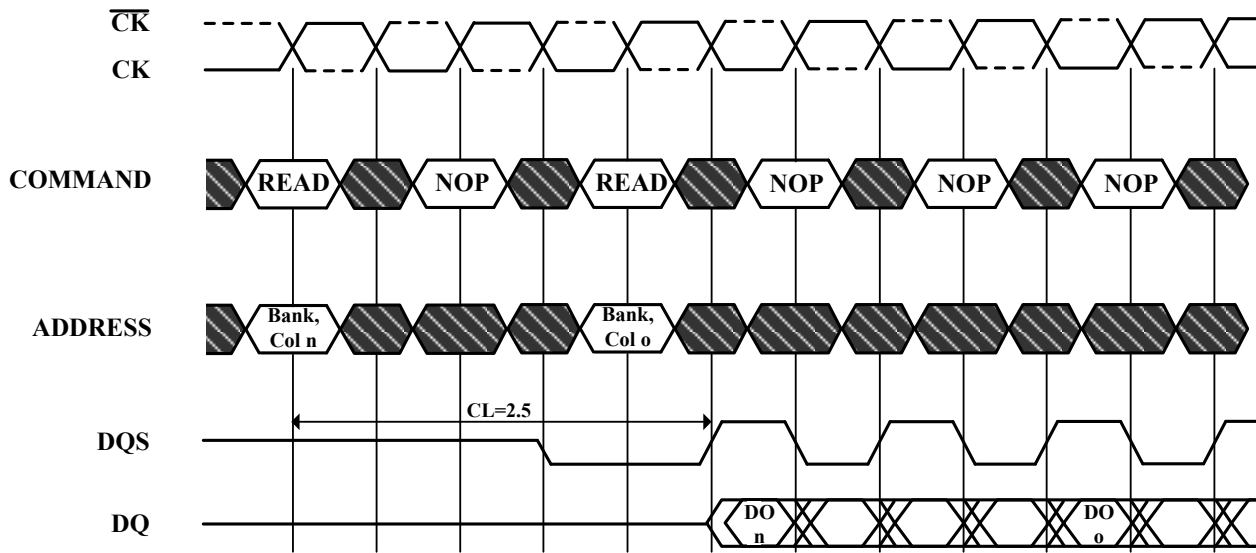 CK
CK
COMMAND READ NOP READ NOP NOP NOP
ADDRESS
Bank,
Col n
Bank,
Col o
CL=2.5
DQS
DQ
DO
n
DO
o